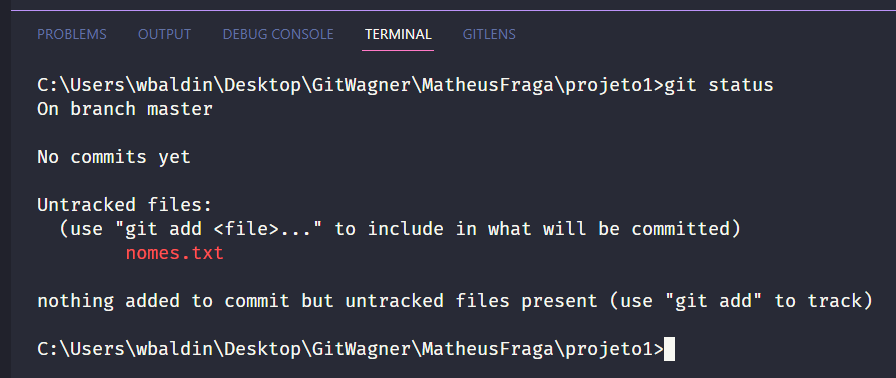 PROBLEMS OUTPUT DEBUG CONSOLE TERMINAL GITLENS
C:\Users\wbaldin\Desktop\GitWagner\MatheusFraga\projeto1>git status
On branch master
No commits yet
Untracked files:
(use "git add <file>..." to include in what will be committed)
nomes.txt
nothing added to commit but untracked files present (use "git add" to track)
C:\Users\wbaldin\Desktop\GitWagner\MatheusFraga\projeto1>